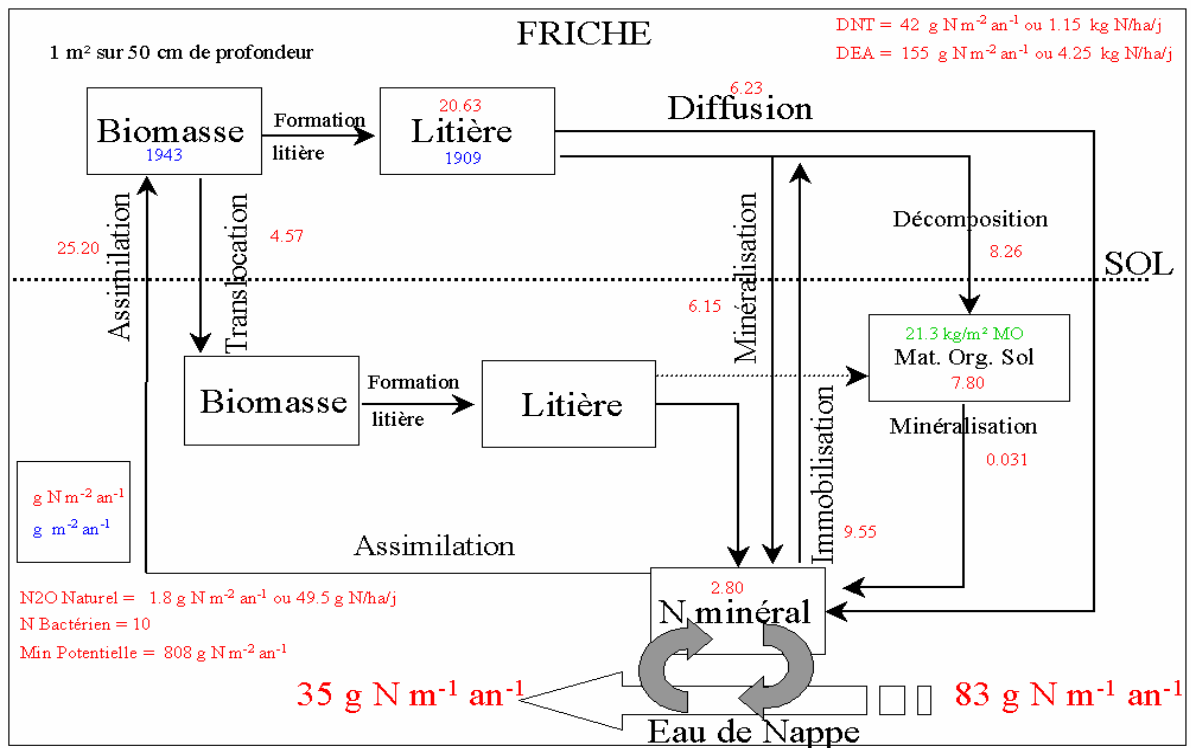 FRICHE
DNT = 42 g N m⁻² an⁻¹ ou 1.15 kg N/ha/j
DEA = 155 g N m⁻² an⁻¹ ou 4.25 kg N/ha/j
1 m² sur 50 cm de profondeur
Biomasse
1943
Formation
litière
20.63
Litière
1909
6.23
Diffusion
Assimilation
25.20
Translocation
4.57
Minéralisation
6.15
Décomposition
8.26
SOL
21.3 kg/m² MO
Mat. Org. Sol
7.80
Biomasse
Formation
litière
Litière
Minéralisation
0.031
Immobilisation
9.55
g N m⁻² an⁻¹
g m⁻² an⁻¹
Assimilation
N2O Naturel = 1.8 g N m⁻² an⁻¹ ou 49.5 g N/ha/j
N Bactérien = 10
Min Potentielle = 808 g N m⁻² an⁻¹
2.80
N minéral
35 g N m⁻¹ an⁻¹
83 g N m⁻¹ an⁻¹
Eau de Nappe